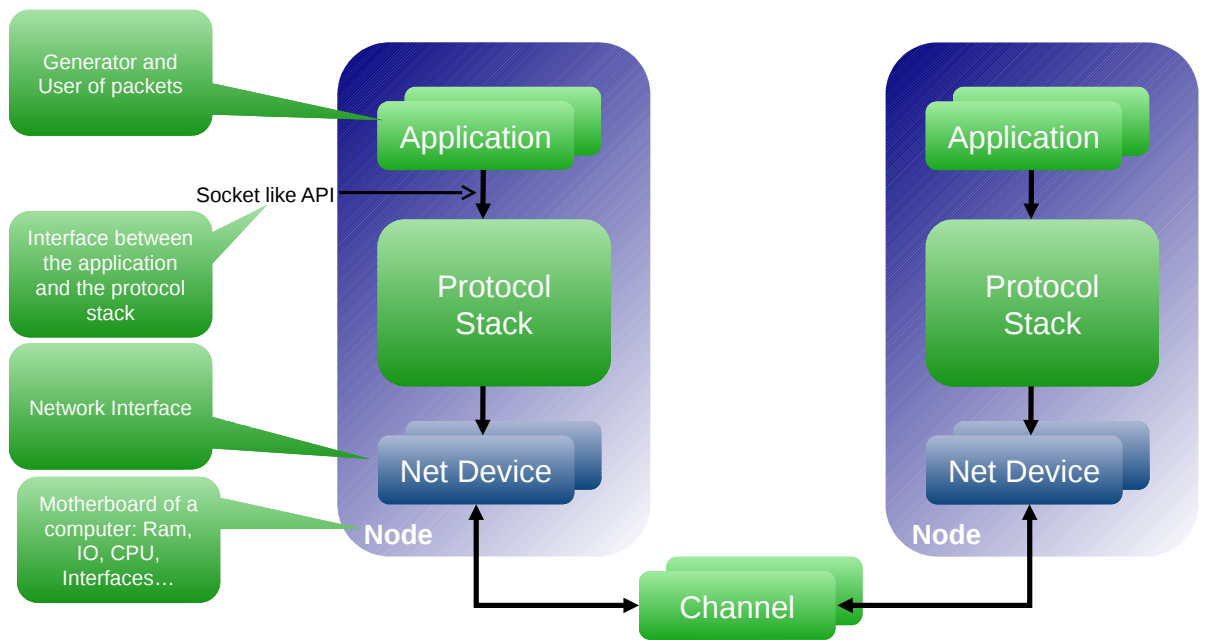 Generator and
User of packets
Application
Application
Socket like API
Interface between
the application
and the protocol
stack
Protocol
Stack
Protocol
Stack
Network Interface
Net Device
Net Device
Motherboard of a
computer: Ram,
IO, CPU,
Interfaces…
Node
Node
Channel